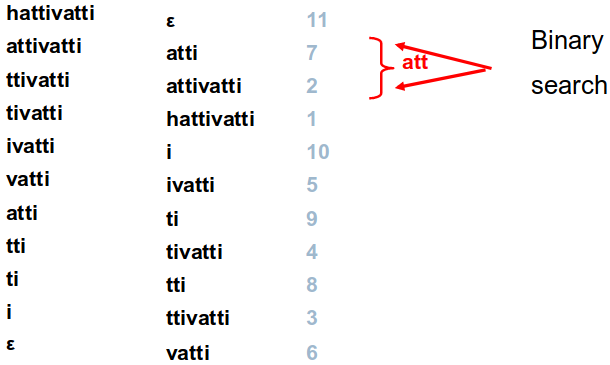 hattivatti ε 11
attivatti atti 7
ttivatti attivatti 2
tivatti hattivatti 1
ivatti i 10
vatti ivatti 5
atti ti 9
tti tivatti 4
ti tti 8
i ttivatti 3
ε vatti 6
att
Binary
search